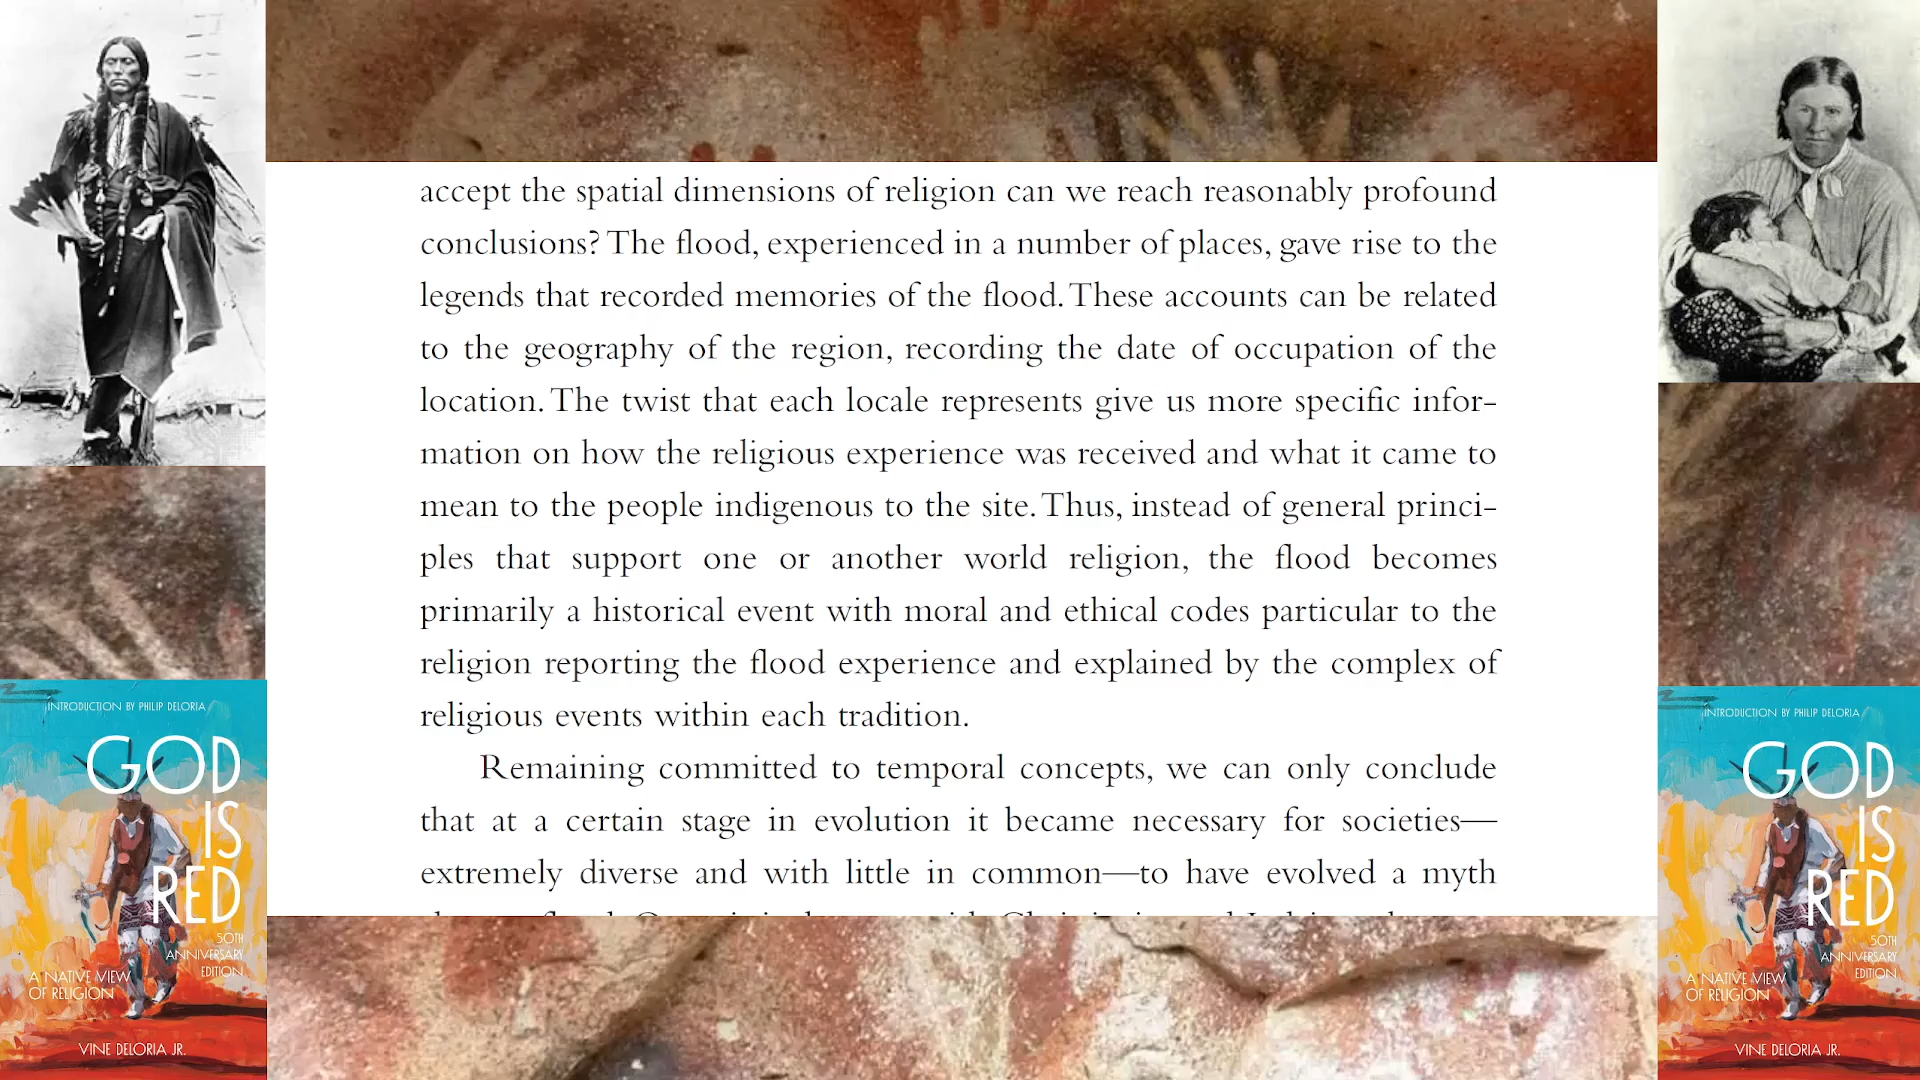 accept the spatial dimensions of religion can we reach reasonably profound
conclusions? The flood, experienced in a number of places, gave rise to the
legends that recorded memories of the flood. These accounts can be related
to the geography of the region, recording the date of occupation of the
location. The twist that each locale represents give us more specific infor-
mation on how the religious experience was received and what it came to
mean to the people indigenous to the site. Thus, instead of general princi-
ples that support one or another world religion, the flood becomes
primarily a historical event with moral and ethical codes particular to the
religion reporting the flood experience and explained by the complex of
religious events within each tradition.
Remaining committed to temporal concepts, we can only conclude
that at a certain stage in evolution it became necessary for societies—
extremely diverse and with little in common—to have evolved a myth
INTRODUCTION BY PHILIP DELORIA
GOD
IS
RED
50TH
ANNIVERSARY
EDITION
A NATIVE VIEW
OF RELIGION
VINE DELORIA JR.
INTRODUCTION BY PHILIP DELORIA
GOD
IS
RED
50TH
ANNIVERSARY
EDITION
A NATIVE VIEW
OF RELIGION
VINE DELORIA JR.